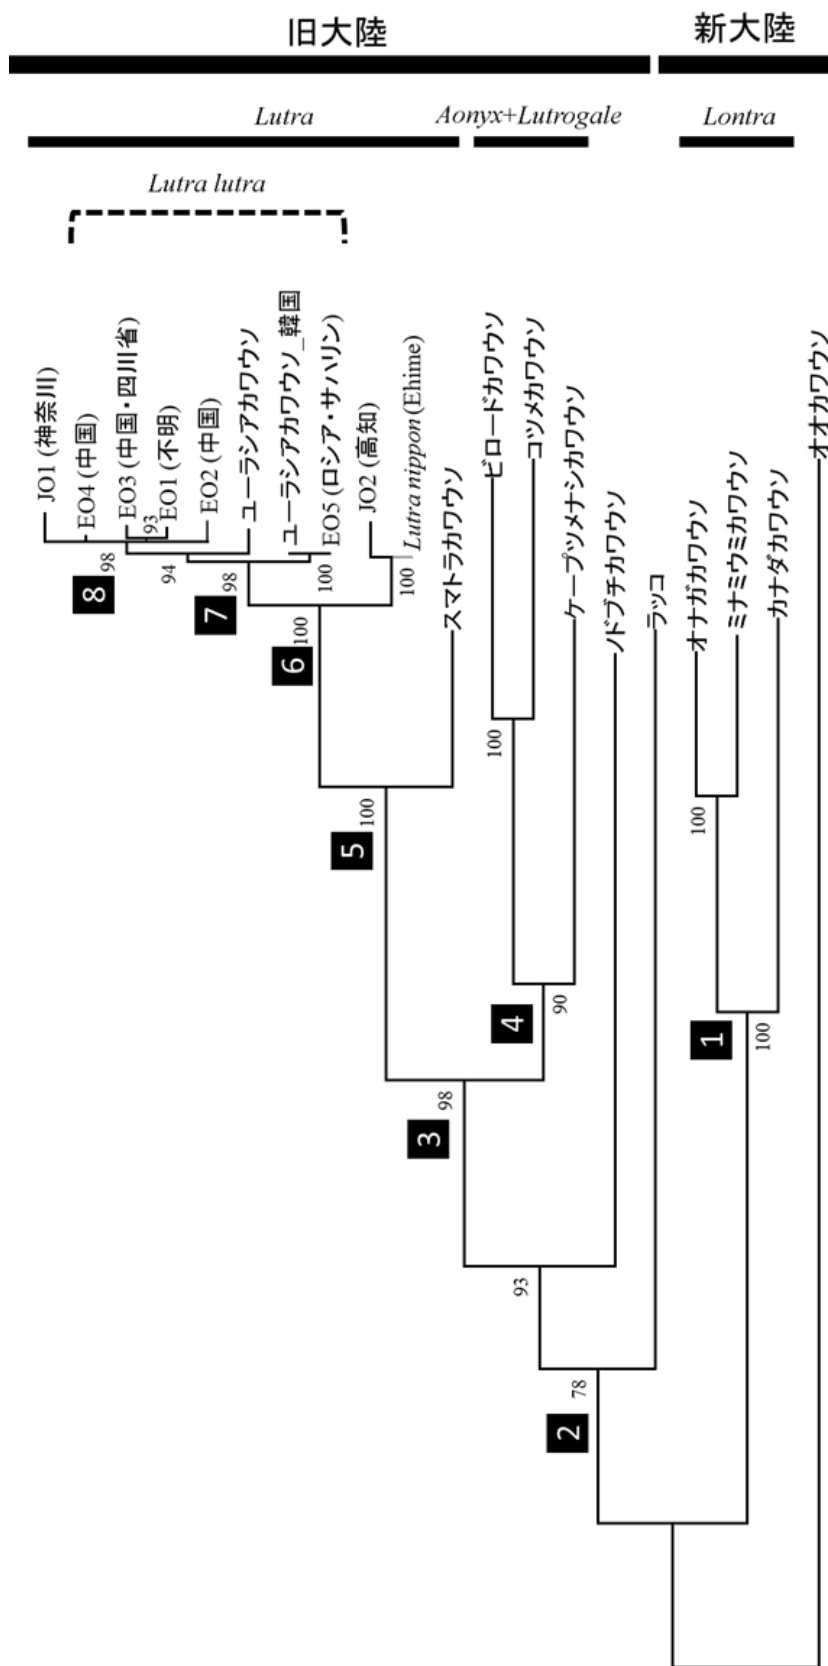 旧大陸
新大陸
Lutra
Aonyx+Lutrogale
Lontra
Lutra lutra
JO1 (神奈川)
EO4 (中国)
EO3 (中国・四川省)
EO1 (不明)
EO2 (中国)
ユーラシアカワウソ
ユーラシアカワウソ_韓国
EO5 (ロシア・サハリン)
JO2 (高知)
Lutra nippon (Ehime)
スマトラカワウソ
ビロードカワウソ
コツメカワウソ
ケープツメナシカワウソ
ノドブチカワウソ
ラッコ
オナガカワウソ
ミナミウミカワウソ
カナダカワウソ
オオカワウソ
93
98
8
94
98
7
100
100
100
6
100
5
100
4
90
98
3
93
78
2
100
1
100